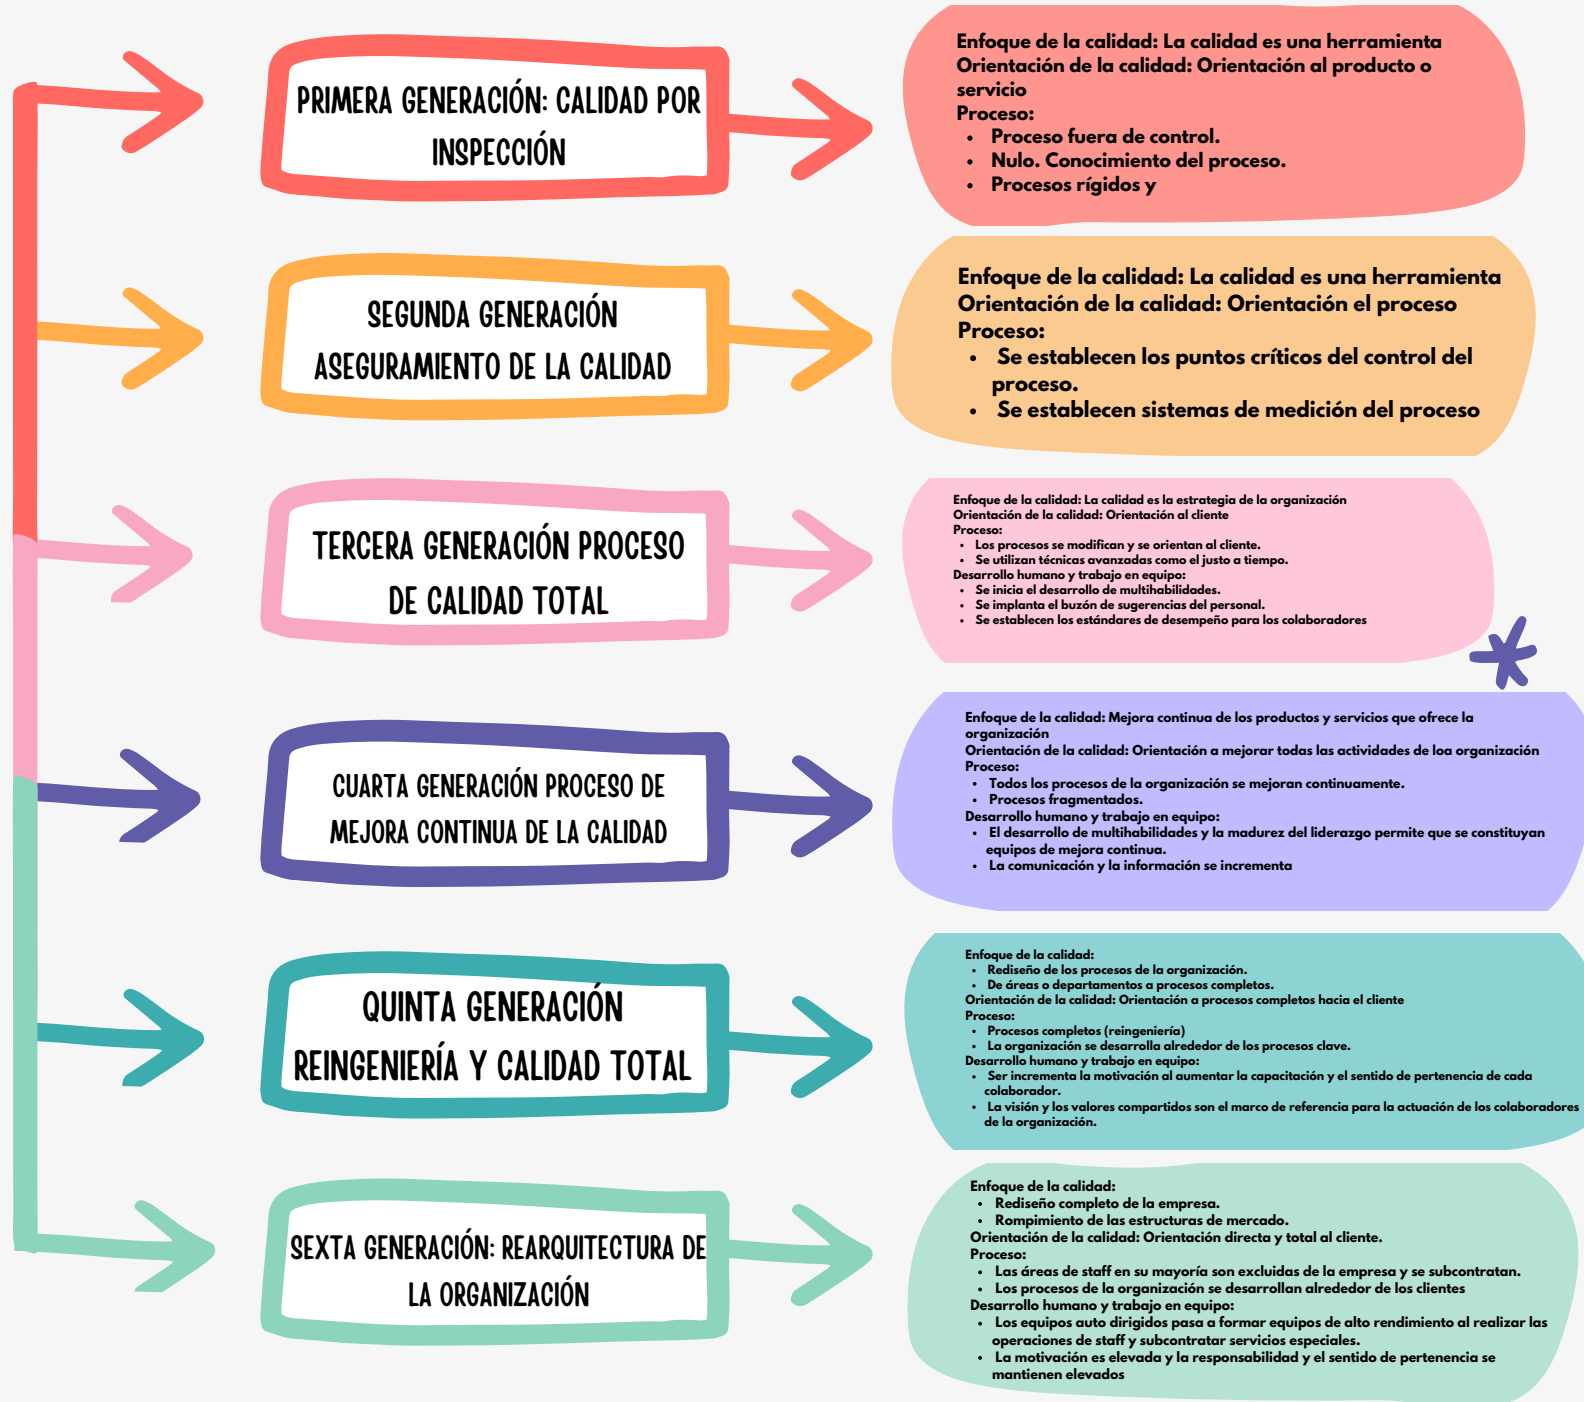 PRIMERA GENERACIÓN: CALIDAD POR
INSPECCIÓN
Enfoque de la calidad: La calidad es una herramienta
Orientación de la calidad: Orientación al producto o
servicio
Proceso:
• Proceso fuera de control.
• Nulo. Conocimiento del proceso.
• Procesos rígidos y
SEGUNDA GENERACIÓN
ASEGURAMIENTO DE LA CALIDAD
Enfoque de la calidad: La calidad es una herramienta
Orientación de la calidad: Orientación el proceso
Proceso:
• Se establecen los puntos críticos del control del
proceso.
• Se establecen sistemas de medición del proceso
TERCERA GENERACIÓN PROCESO
DE CALIDAD TOTAL
Enfoque de la calidad: La calidad es la estrategia de la organización
Orientación de la calidad: Orientación al cliente
Proceso:
• Los procesos se modifican y se orientan al cliente.
• Se utilizan técnicas avanzadas como el justo a tiempo.
Desarrollo humano y trabajo en equipo:
• Se inicia el desarrollo de multihabilidades.
• Se implanta el buzón de sugerencias del personal.
• Se establecen los estándares de desempeño para los colaboradores
CUARTA GENERACIÓN PROCESO DE
MEJORA CONTINUA DE LA CALIDAD
Enfoque de la calidad: Mejora continua de los productos y servicios que ofrece la
organización
Orientación de la calidad: Orientación a mejorar todas las actividades de loa organización
Proceso:
• Todos los procesos de la organización se mejoran continuamente.
• Procesos fragmentados.
Desarrollo humano y trabajo en equipo:
• El desarrollo de multihabilidades y la madurez del liderazgo permite que se constituyan
equipos de mejora continua.
• La comunicación y la información se incrementa
QUINTA GENERACIÓN
REINGENIERÍA Y CALIDAD TOTAL
Enfoque de la calidad:
• Rediseño de los procesos de la organización.
• De áreas o departamentos a procesos completos.
Orientación de la calidad: Orientación a procesos completos hacia el cliente
Proceso:
• Procesos completos (reingeniería)
• La organización se desarrolla alrededor de los procesos clave.
Desarrollo humano y trabajo en equipo:
• Ser incrementa la motivación al aumentar la capacitación y el sentido de pertenencia de cada
colaborador.
• La visión y los valores compartidos son el marco de referencia para la actuación de los colaboradores
de la organización.
SEXTA GENERACIÓN: REARQUITECTURA DE
LA ORGANIZACIÓN
Enfoque de la calidad:
• Rediseño completo de la empresa.
• Rompimiento de las estructuras de mercado.
Orientación de la calidad: Orientación directa y total al cliente.
Proceso:
• Las áreas de staff en su mayoría son excluidas de la empresa y se subcontratan.
• Los procesos de la organización se desarrollan alrededor de los clientes
Desarrollo humano y trabajo en equipo:
• Los equipos auto dirigidos pasa a formar equipos de alto rendimiento al realizar las
operaciones de staff y subcontratar servicios especiales.
• La motivación es elevada y la responsabilidad y el sentido de pertenencia se
mantienen elevados